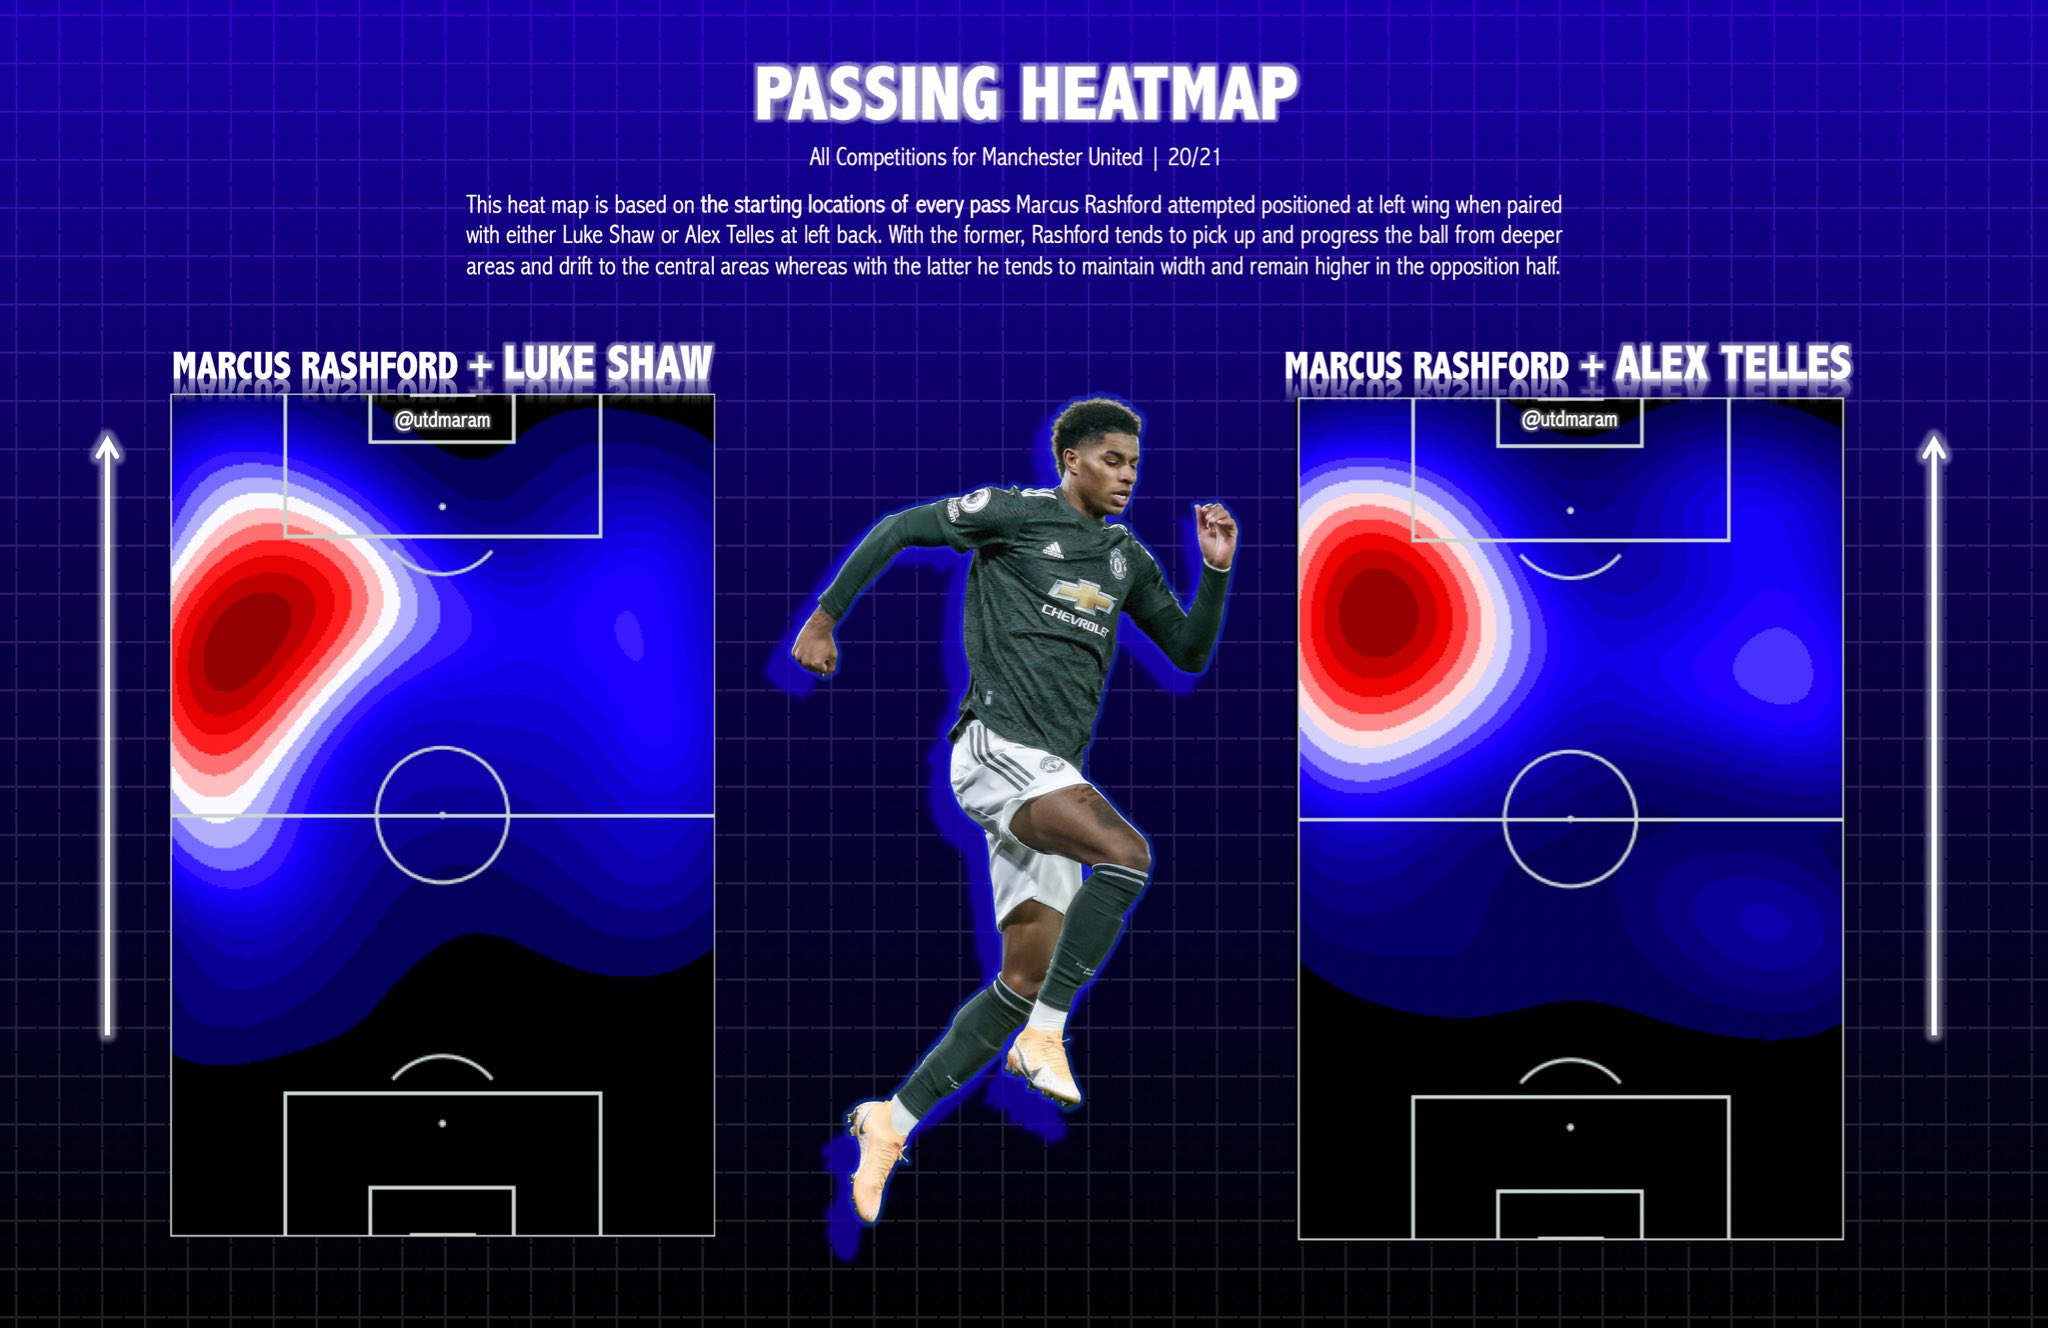 PASSING HEATMAP
All Competitions for Manchester United | 20/21
This heat map is based on the starting locations of every pass Marcus Rashford attempted positioned at left wing when paired
with either Luke Shaw or Alex Telles at left back. With the former, Rashford tends to pick up and progress the ball from deeper
areas and drift to the central areas whereas with the latter he tends to maintain width and remain higher in the opposition half.
MARCUS RASHFORD + LUKE SHAW
@utdmaram
MARCUS RASHFORD + ALEX TELLES
@utdmaram
adidas
CHEVROLET